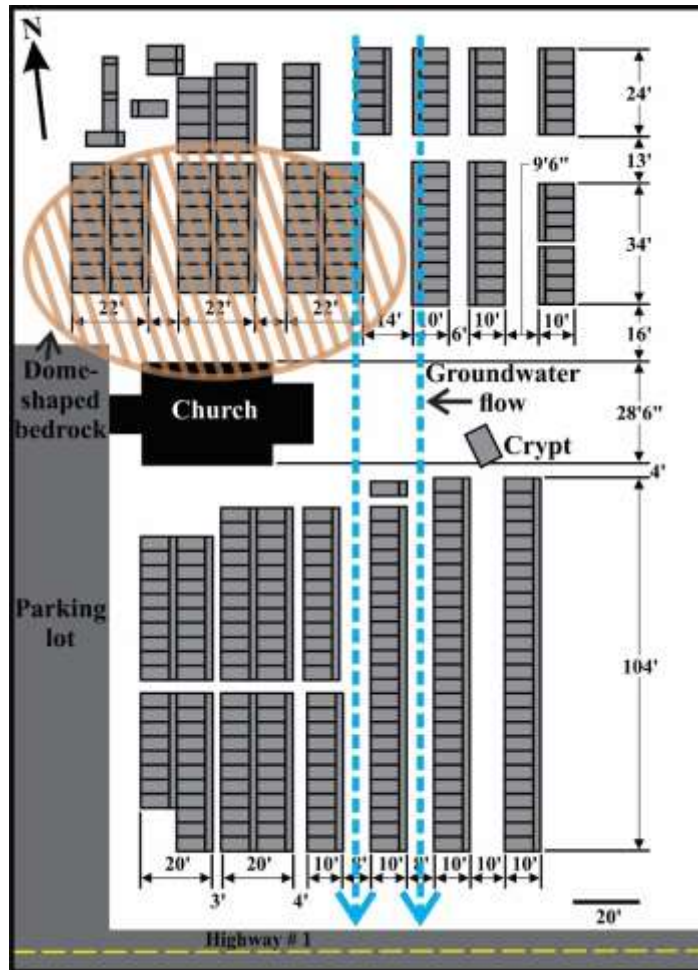 N
24'
13'
9'6"
34'
22'
22'
22'
14'
10'
6'
10'
10'
16'
Dome-
shaped
bedrock
Church
Groundwater
flow
28'6"
Crypt
4'
Parking
lot
104'
20'
20'
10'
10'
8'
10'
10'
10'
3'
4'
20'
Highway # 1